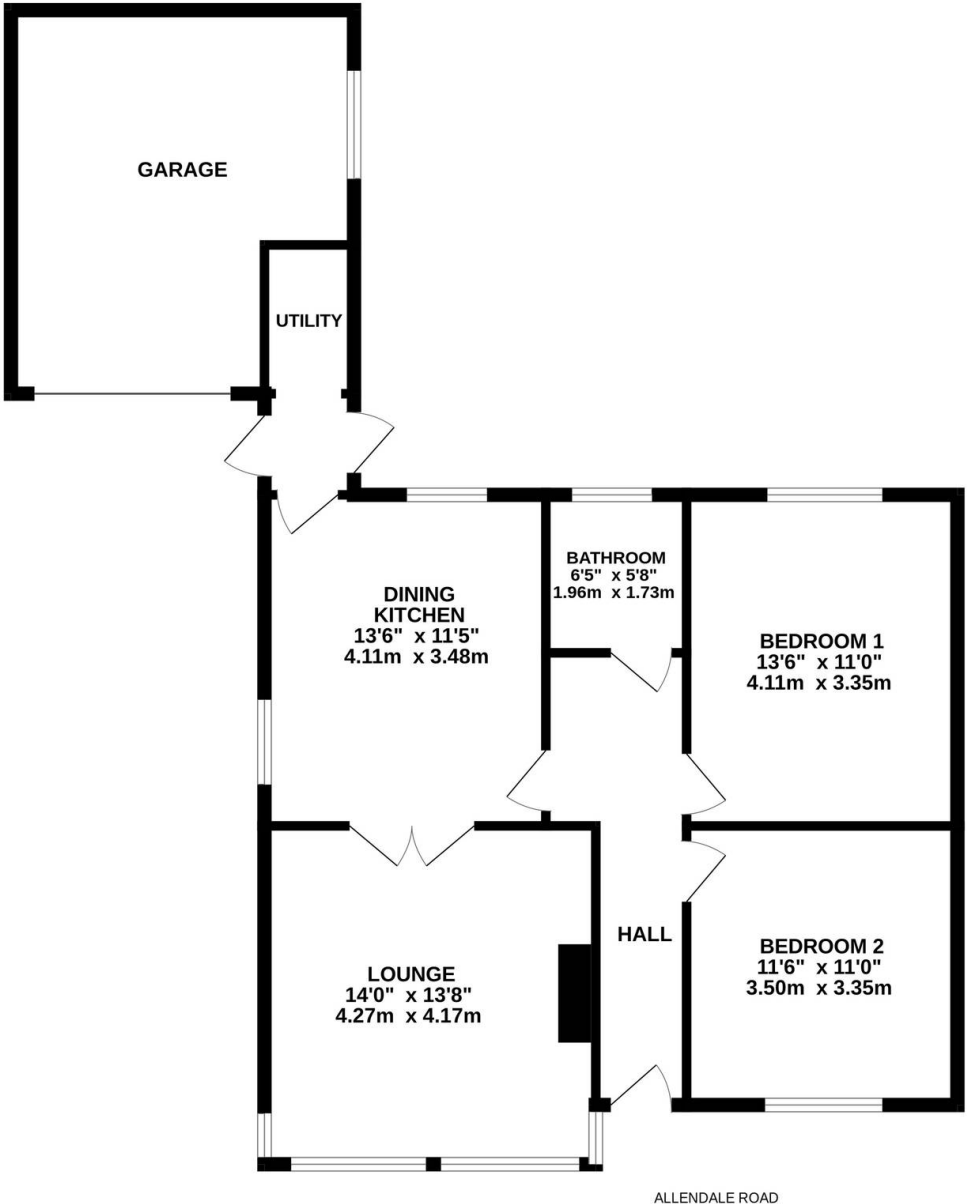 GARAGE
UTILITY
BATHROOM
6'5" x 5'8"
1.96m x 1.73m
DINING
KITCHEN
13'6" x 11'5"
4.11m x 3.48m
BEDROOM 1
13'6" x 11'0"
4.11m x 3.35m
HALL
BEDROOM 2
11'6" x 11'0"
3.50m x 3.35m
LOUNGE
14'0" x 13'8"
4.27m x 4.17m
ALLENDALE ROAD